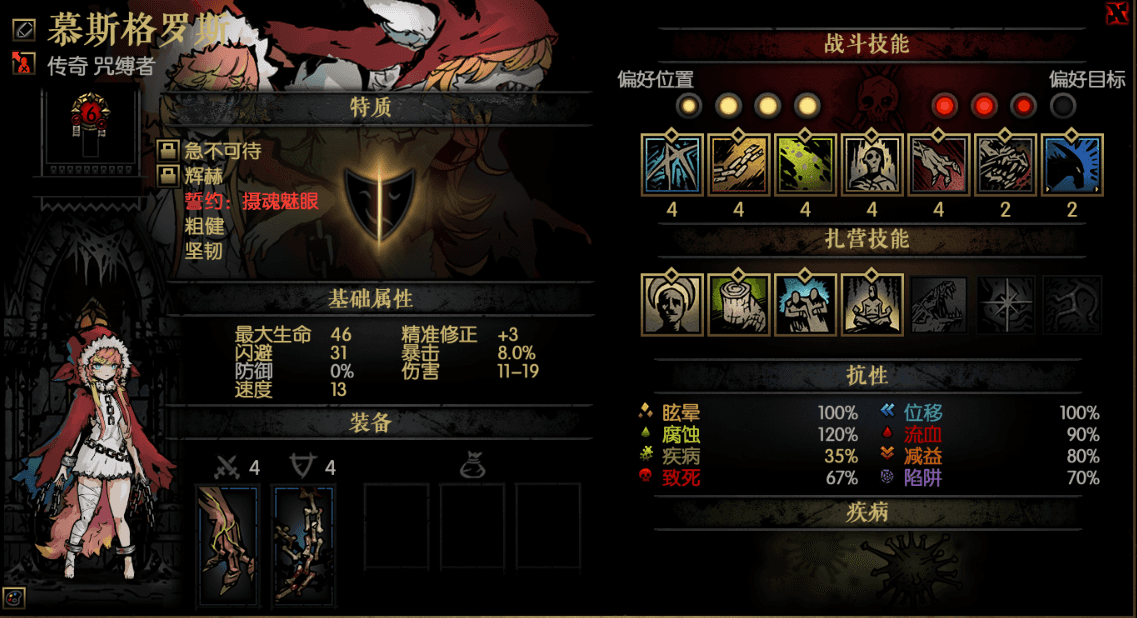 慕斯格罗斯
传奇 咒缚者
6
特质
急不可待
辉赫
誓约：摄魂魅眼
粗健
坚韧
基础属性
最大生命 46 精准修正 +3
闪避 31 暴击 8.0%
防御 0% 伤害 11-19
速度 13
装备
4 4
战斗技能
偏好位置 偏好目标
4 4 4 4 4 2 2
扎营技能
抗性
眩晕 100% 位移 100%
腐蚀 120% 流血 90%
疾病 35% 减益 80%
致死 67% 陷阱 70%
疾病